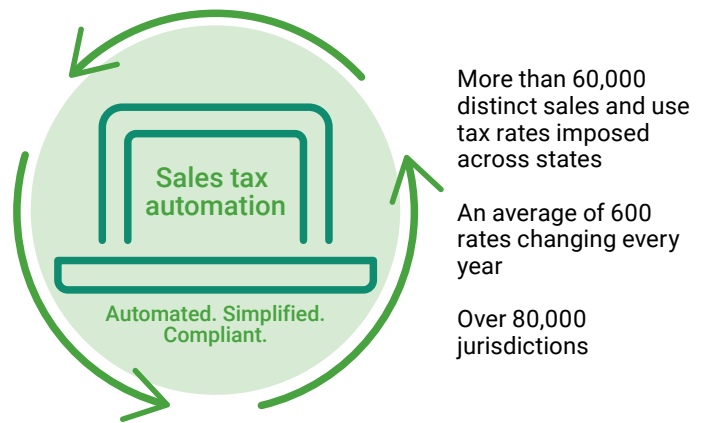 Sales tax
automation
Automated. Simplified.
Compliant.
More than 60,000
distinct sales and use
tax rates imposed
across states
An average of 600
rates changing every
year
Over 80,000
jurisdictions